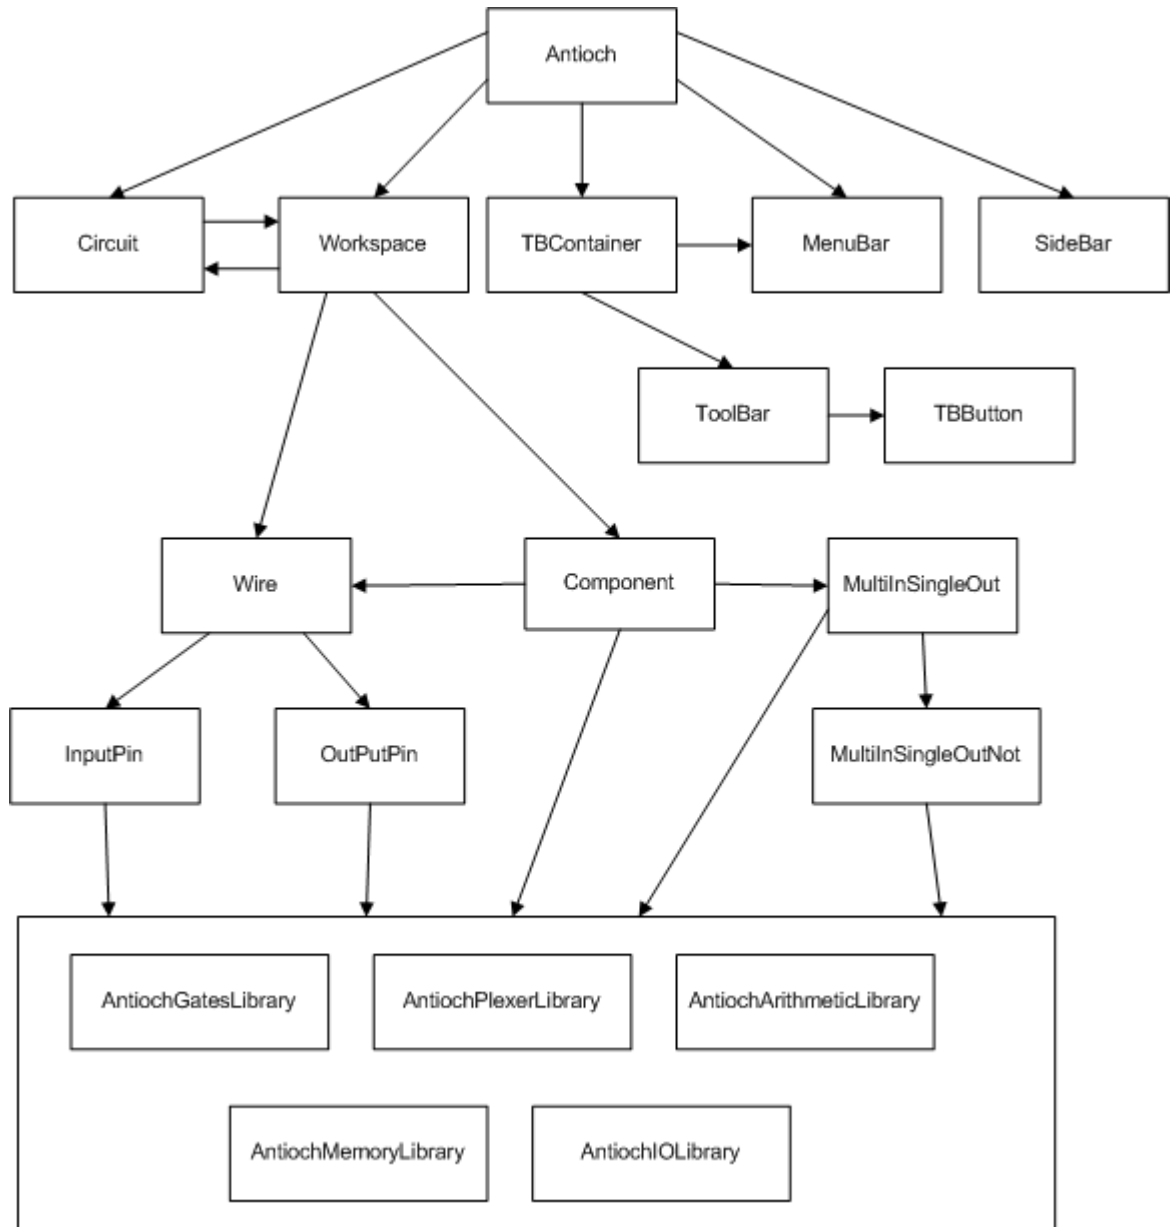 Antioch
Circuit
Workspace
TBContainer
MenuBar
SideBar
ToolBar
TBButton
Wire
Component
MultiInSingleOut
InputPin
OutPutPin
MultiInSingleOutNot
AntiochGatesLibrary
AntiochPlexerLibrary
AntiochArithmeticLibrary
AntiochMemoryLibrary
AntiochIOLibrary